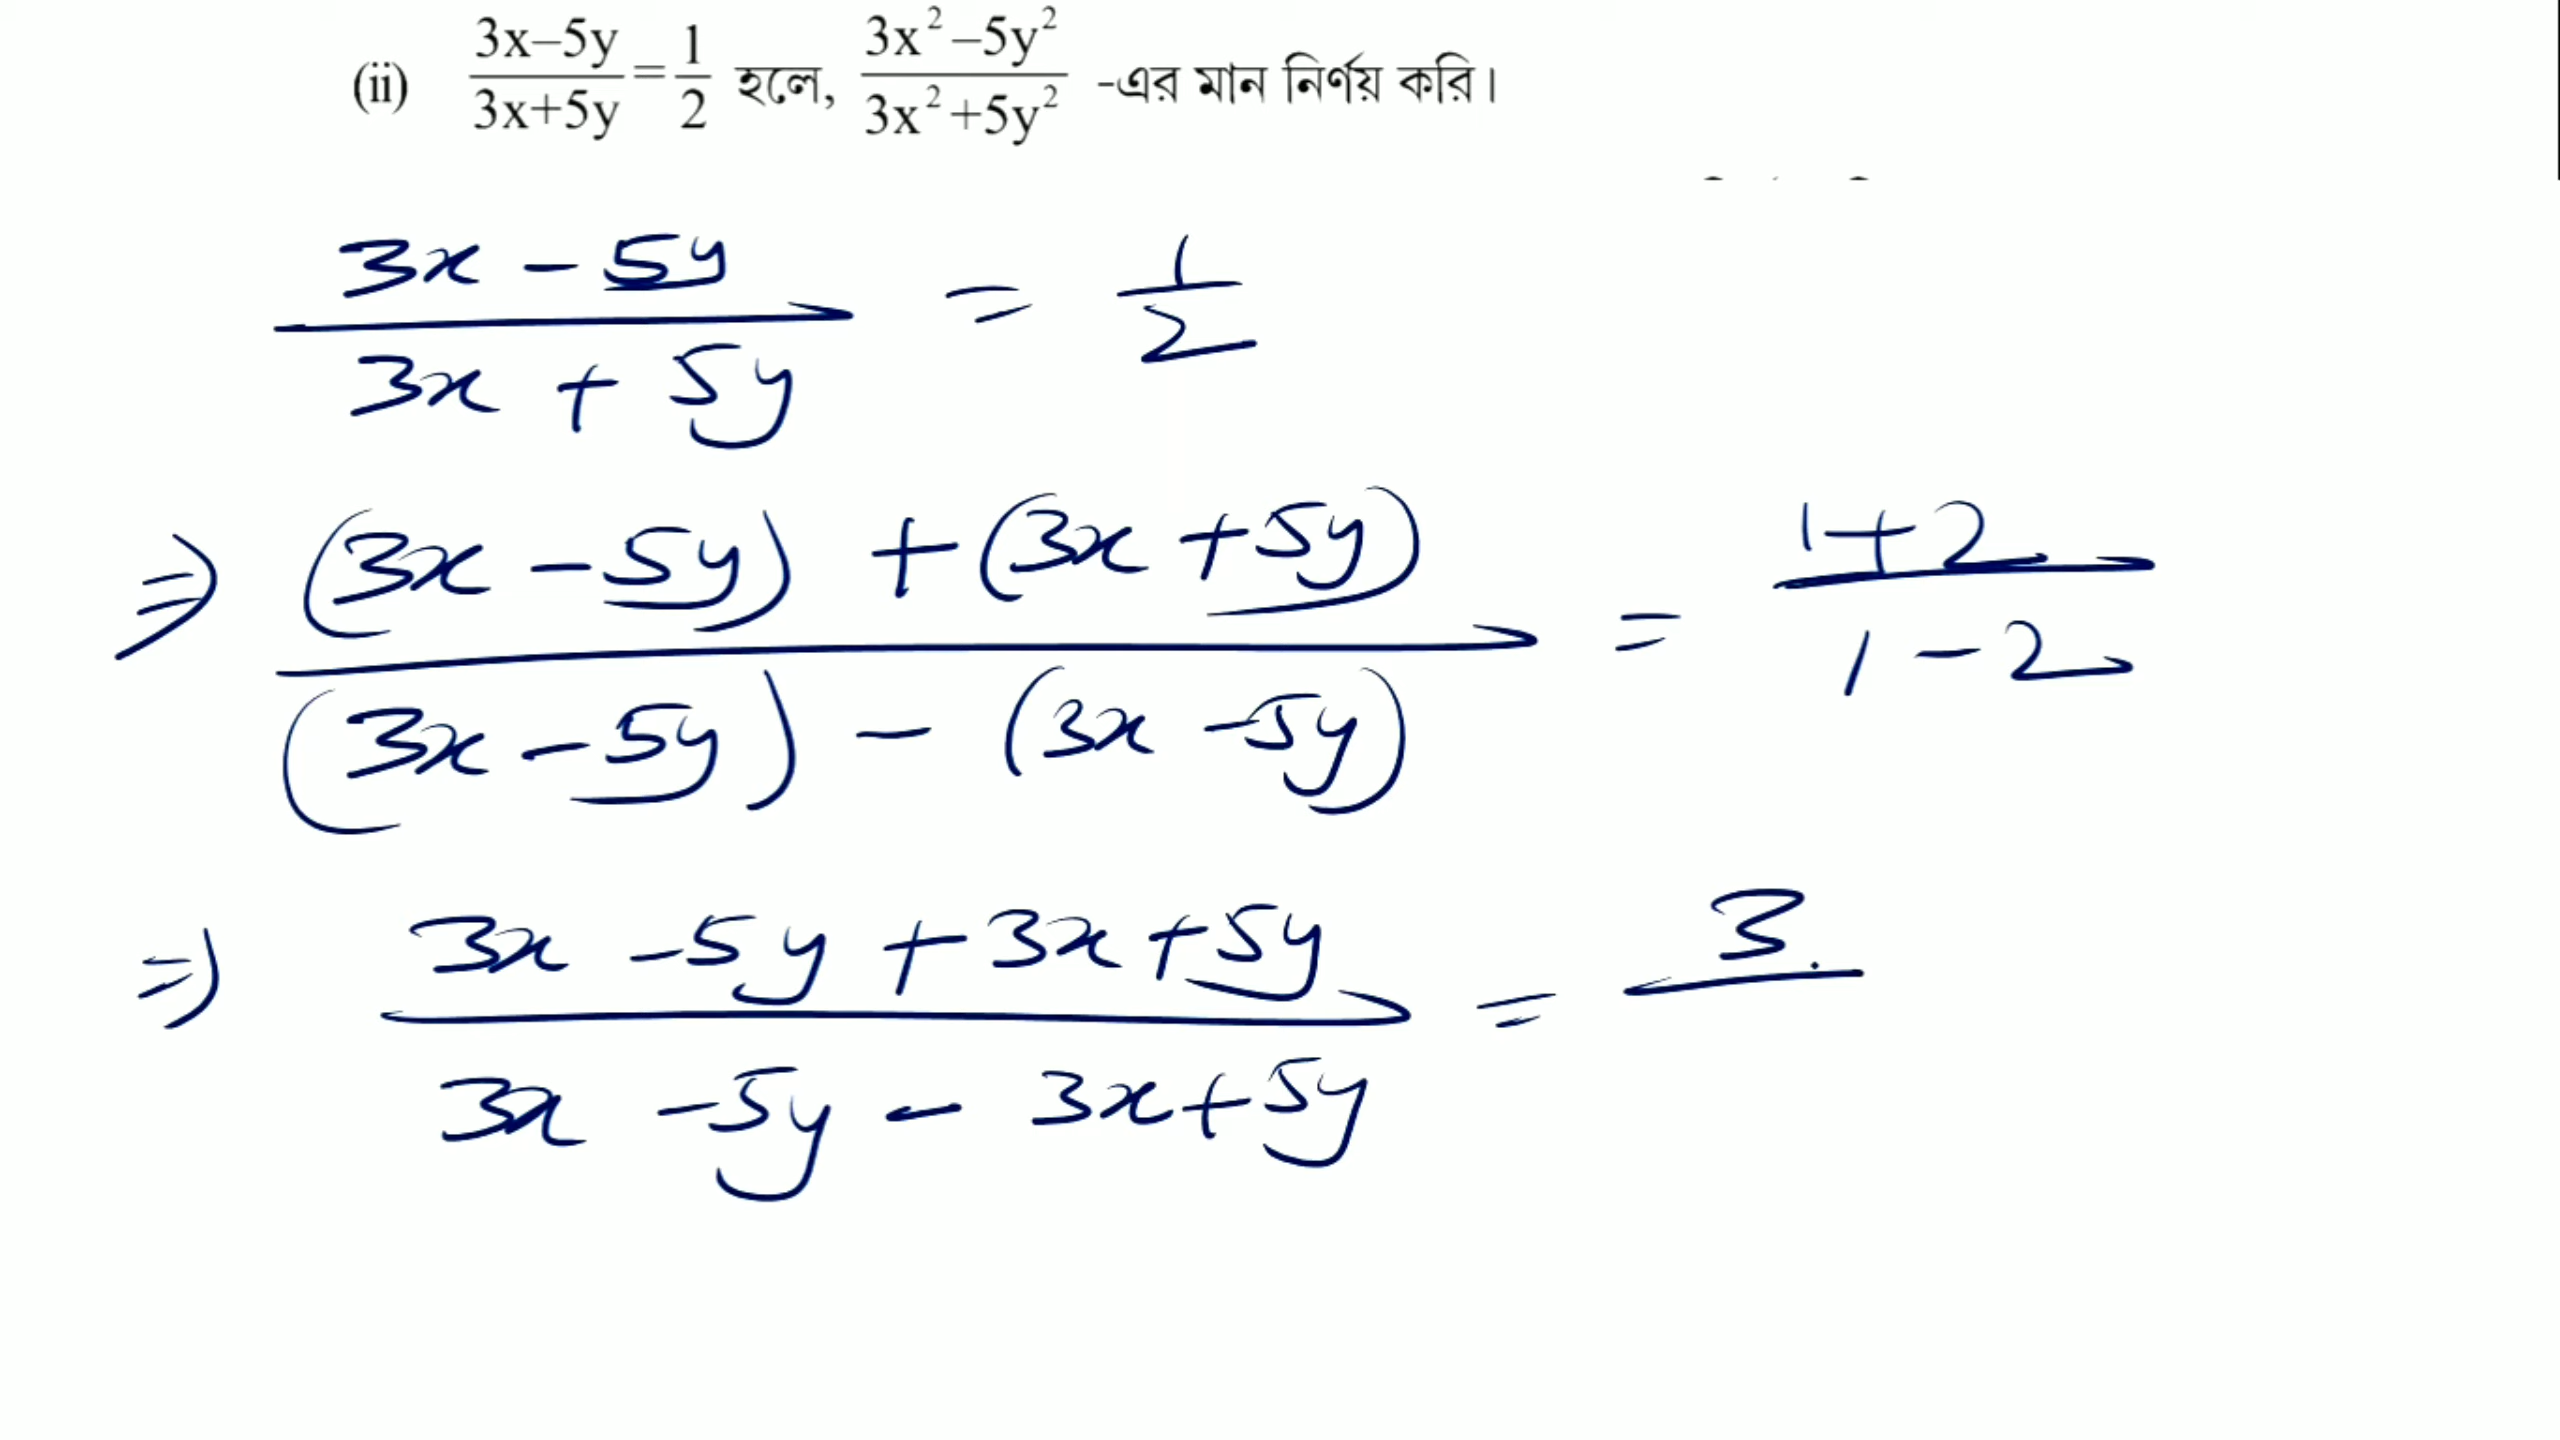 (ii) (3x–5y)/(3x+5y) = 1/2 হলে, (3x²–5y²)/(3x²+5y²) -এর মান নির্ণয় করি।
(3x - 5y)/(3x + 5y) = 1/2
⇒ ((3x - 5y) + (3x + 5y))/((3x - 5y) - (3x - 5y)) = (1+2)/(1-2)
⇒ (3x - 5y + 3x + 5y)/(3x - 5y - 3x + 5y) = 3.